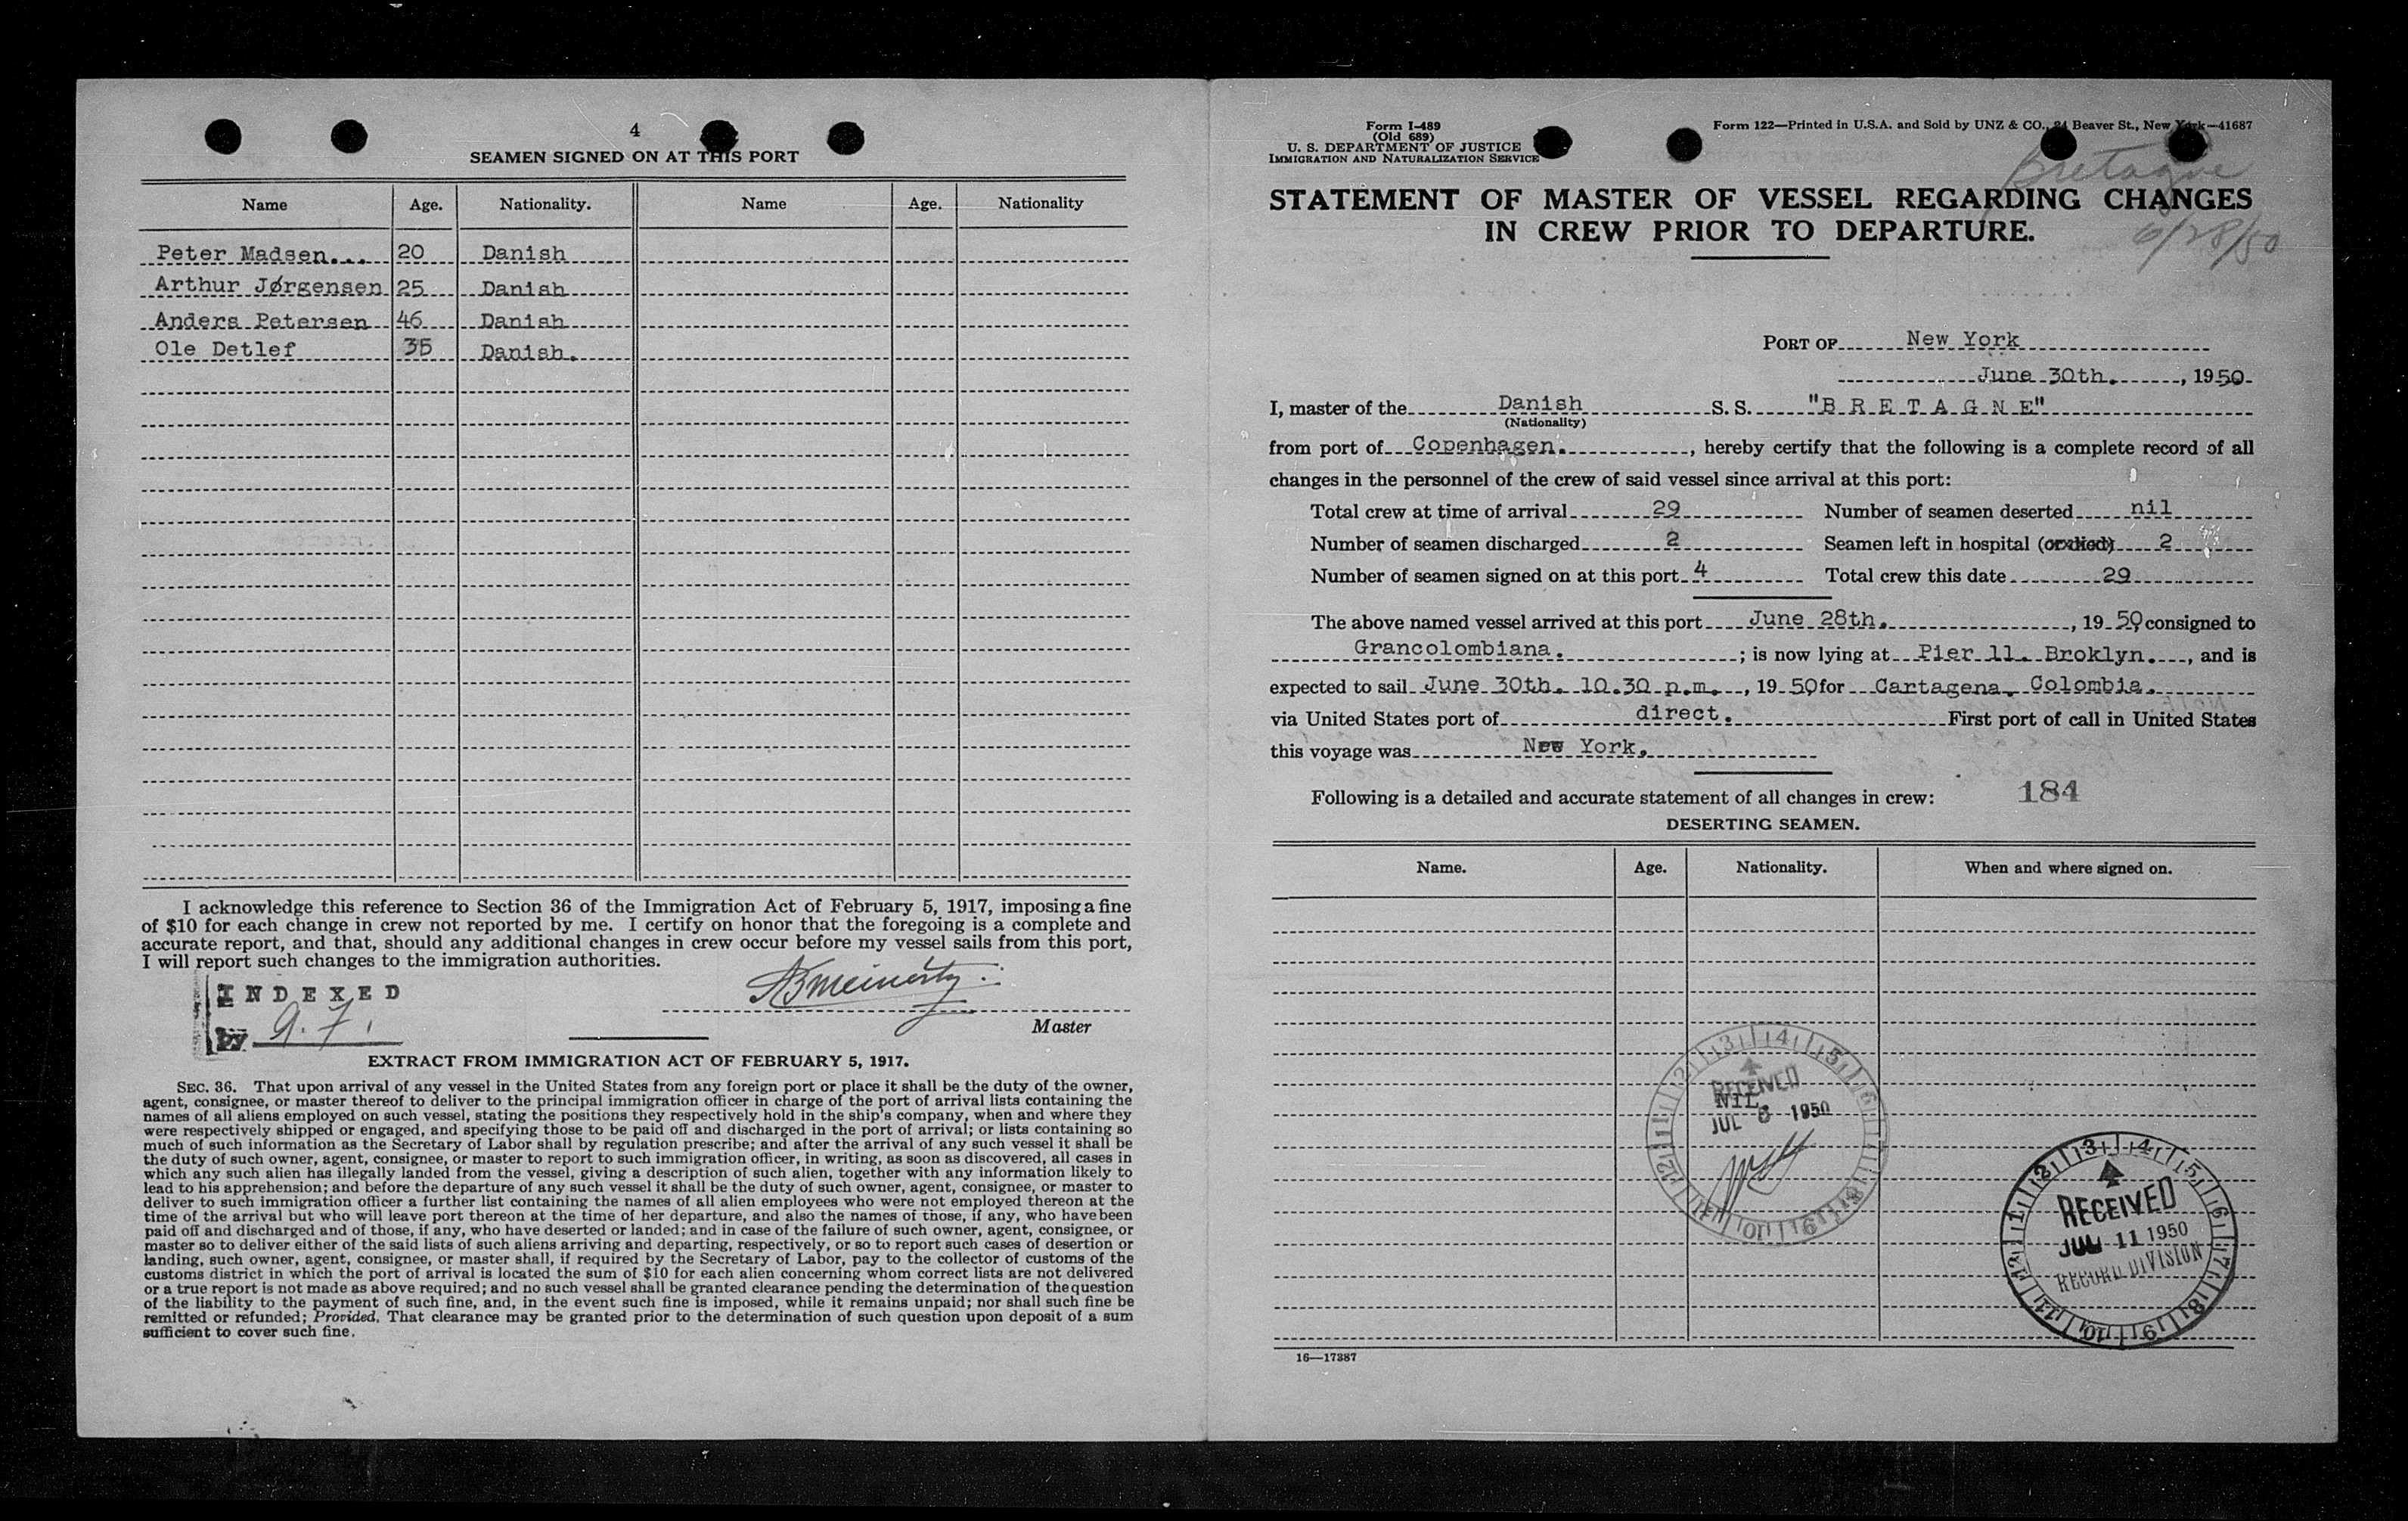 4
SEAMEN SIGNED ON AT THIS PORT
Name Age. Nationality. Name Age. Nationality
Peter Madsen... 20 Danish
Arthur Jørgensen 25 Danish
Anders Petersen 46 Danish
Ole Detlef 35 Danish.
I acknowledge this reference to Section 36 of the Immigration Act of February 5, 1917, imposing a fine
of $10 for each change in crew not reported by me. I certify on honor that the foregoing is a complete and
accurate report, and that, should any additional changes in crew occur before my vessel sails from this port,
I will report such changes to the immigration authorities.
INDEXED
by
Master
EXTRACT FROM IMMIGRATION ACT OF FEBRUARY 5, 1917.
SEC. 36. That upon arrival of any vessel in the United States from any foreign port or place it shall be the duty of the owner,
agent, consignee, or master thereof to deliver to the principal immigration officer in charge of the port of arrival lists containing the
names of all aliens employed on such vessel, stating the positions they respectively hold in the ship's company, when and where they
were respectively shipped or engaged, and specifying those to be paid off and discharged in the port of arrival; or lists containing so
much of such information as the Secretary of Labor shall by regulation prescribe; and after the arrival of any such vessel it shall be
the duty of such owner, agent, consignee, or master to report to such immigration officer, in writing, as soon as discovered, all cases in
which any such alien has illegally landed from the vessel, giving a description of such alien, together with any information likely to
lead to his apprehension; and before the departure of any such vessel it shall be the duty of such owner, agent, consignee, or master to
deliver to such immigration officer a further list containing the names of all alien employees who were not employed thereon at the
time of the arrival but who will leave port thereon at the time of her departure, and also the names of those, if any, who have been
paid off and discharged and of those, if any, who have deserted or landed; and in case of the failure of such owner, agent, consignee, or
master so to deliver either of the said lists of such aliens arriving and departing, respectively, or so to report such cases of desertion or
landing, such owner, agent, consignee, or master shall, if required by the Secretary of Labor, pay to the collector of customs of the
customs district in which the port of arrival is located the sum of $10 for each alien concerning whom correct lists are not delivered
or a true report is not made as above required; and no such vessel shall be granted clearance pending the determination of the question
of the liability to the payment of such fine, and, in the event such fine is imposed, while it remains unpaid; nor shall such fine be
remitted or refunded; Provided, That clearance may be granted prior to the determination of such question upon deposit of a sum
sufficient to cover such fine.
Form I-489
(Old 689)
U. S. DEPARTMENT OF JUSTICE
IMMIGRATION AND NATURALIZATION SERVICE
Form 122—Printed in U.S.A. and Sold by UNZ & CO., 24 Beaver St., New York—41687
Bretagne
6/28/50
STATEMENT OF MASTER OF VESSEL REGARDING CHANGES
IN CREW PRIOR TO DEPARTURE.
PORT OF New York
June 30th. , 1950
I, master of the Danish S. S. "B R E T A G N E"
(Nationality)
from port of Copenhagen. , hereby certify that the following is a complete record of all
changes in the personnel of the crew of said vessel since arrival at this port:
Total crew at time of arrival 29 Number of seamen deserted nil
Number of seamen discharged 2 Seamen left in hospital (or died) 2
Number of seamen signed on at this port 4 Total crew this date 29
The above named vessel arrived at this port June 28th. , 1950 consigned to
Grancolombiana. ; is now lying at Pier 11. Broklyn. , and is
expected to sail June 30th. 10.30 p.m. , 1950 for Cartagena. Colombia.
via United States port of direct. First port of call in United States
this voyage was New York.
Following is a detailed and accurate statement of all changes in crew: 184
DESERTING SEAMEN.
Name. Age. Nationality. When and where signed on.
NIL
RECEIVED
JUL 6 1950
RECEIVED
JUL 11 1950
RECORD DIVISION
1 2 3 4 5 6 7 8 9 10 11 12
16—17387